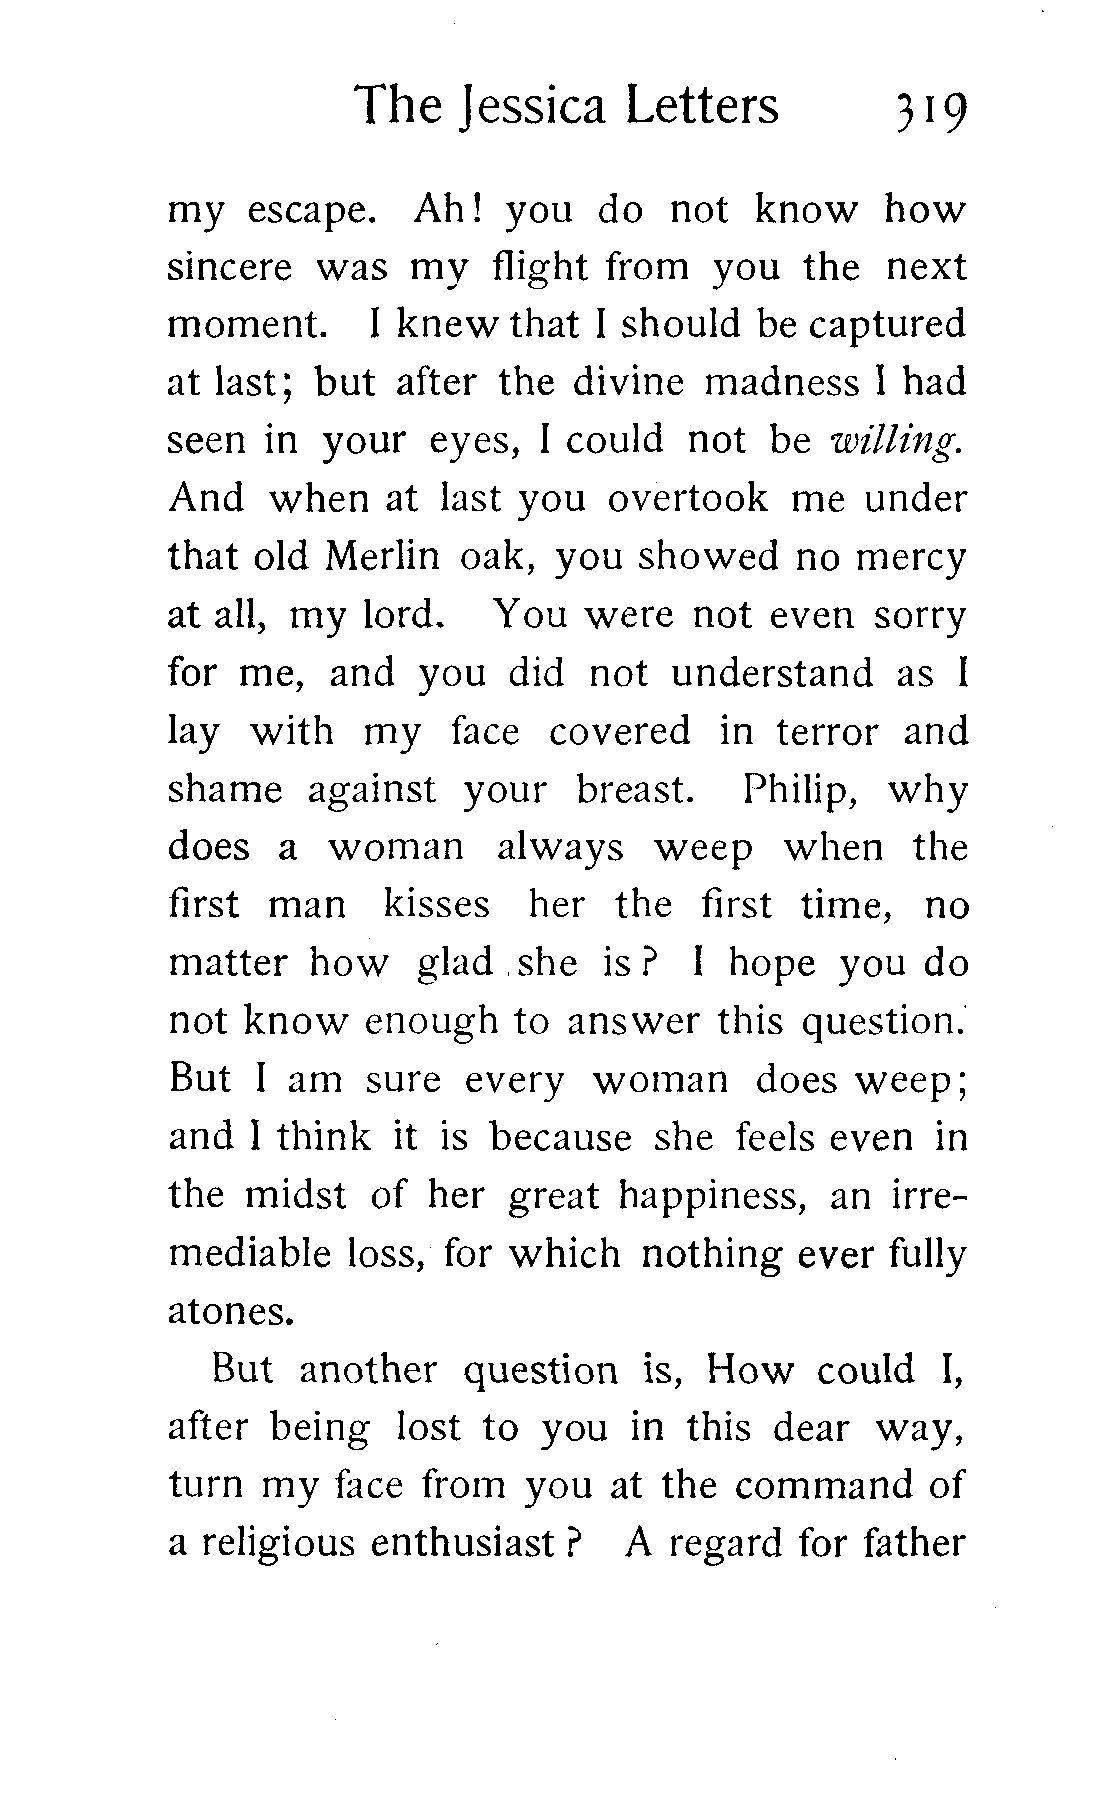 The Jessica Letters 319
my escape. Ah! you do not know how
sincere was my flight from you the next
moment. I knew that I should be captured
at last; but after the divine madness I had
seen in your eyes, I could not be willing.
And when at last you overtook me under
that old Merlin oak, you showed no mercy
at all, my lord. You were not even sorry
for me, and you did not understand as I
lay with my face covered in terror and
shame against your breast. Philip, why
does a woman always weep when the
first man kisses her the first time, no
matter how glad she is? I hope you do
not know enough to answer this question.
But I am sure every woman does weep;
and I think it is because she feels even in
the midst of her great happiness, an irre-
mediable loss, for which nothing ever fully
atones.
But another question is, How could I,
after being lost to you in this dear way,
turn my face from you at the command of
a religious enthusiast? A regard for father